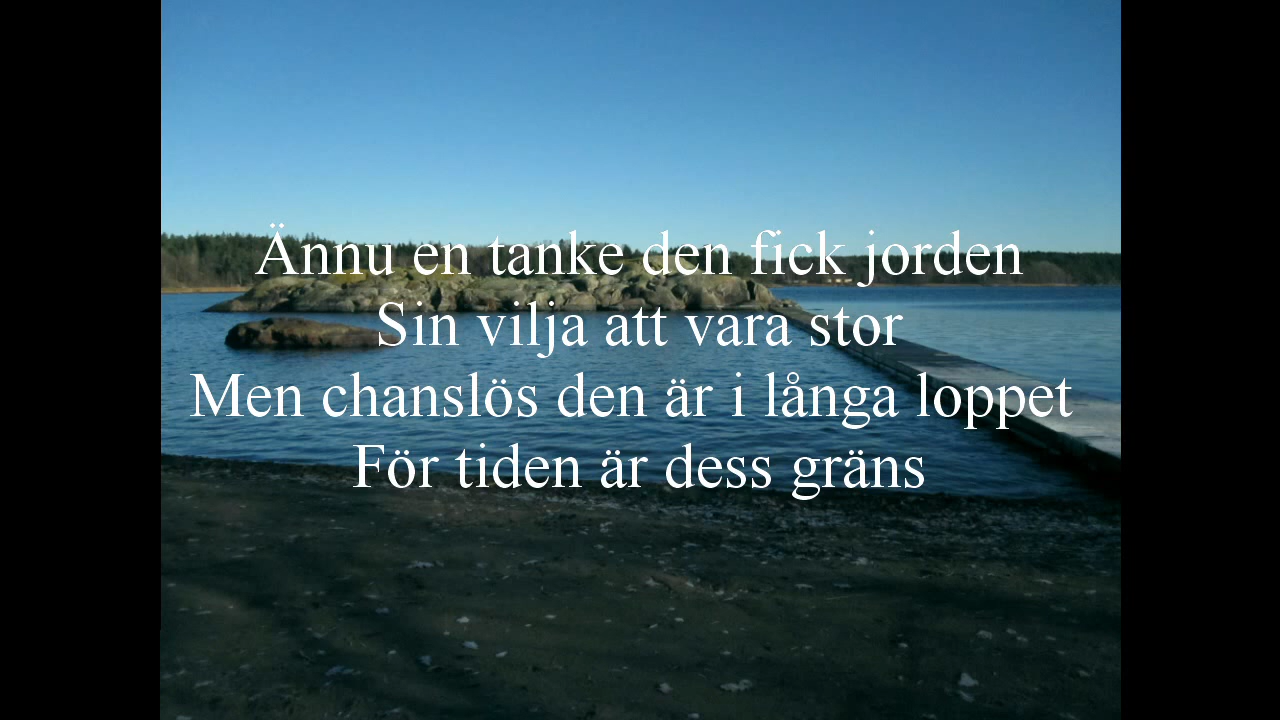 Ännu en tanke den fick jorden
Sin vilja att vara stor
Men chanslös den är i långa loppet
För tiden är dess gräns